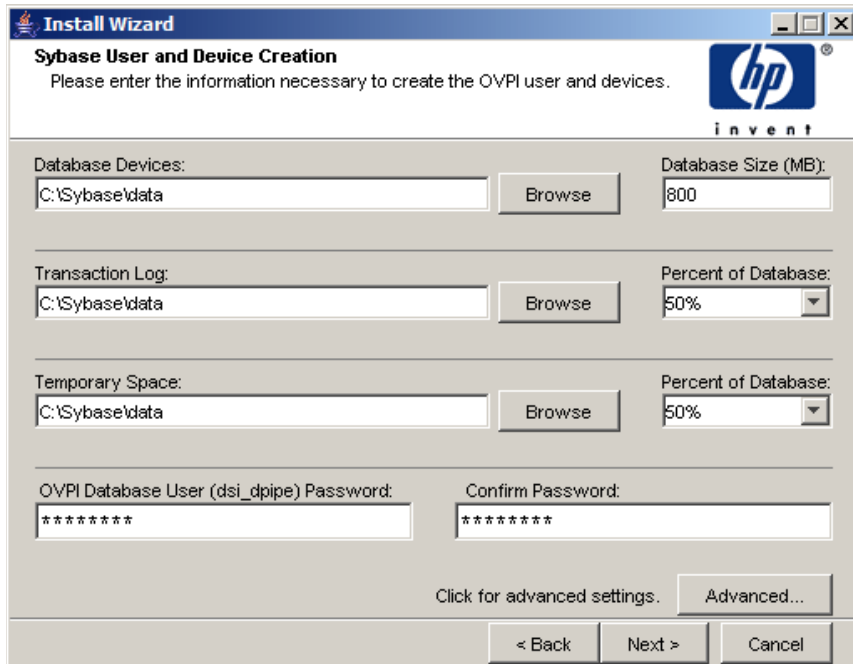 Install Wizard
Sybase User and Device Creation
Please enter the information necessary to create the OVPI user and devices.
hp
®
invent
Database Devices:
Database Size (MB):
C:\Sybase\data
Browse
800
Transaction Log:
Percent of Database:
C:\Sybase\data
Browse
50%
Temporary Space:
Percent of Database:
C:\Sybase\data
Browse
50%
OVPI Database User (dsi_dpipe) Password:
Confirm Password:
********
********
Click for advanced settings.
Advanced...
< Back
Next >
Cancel